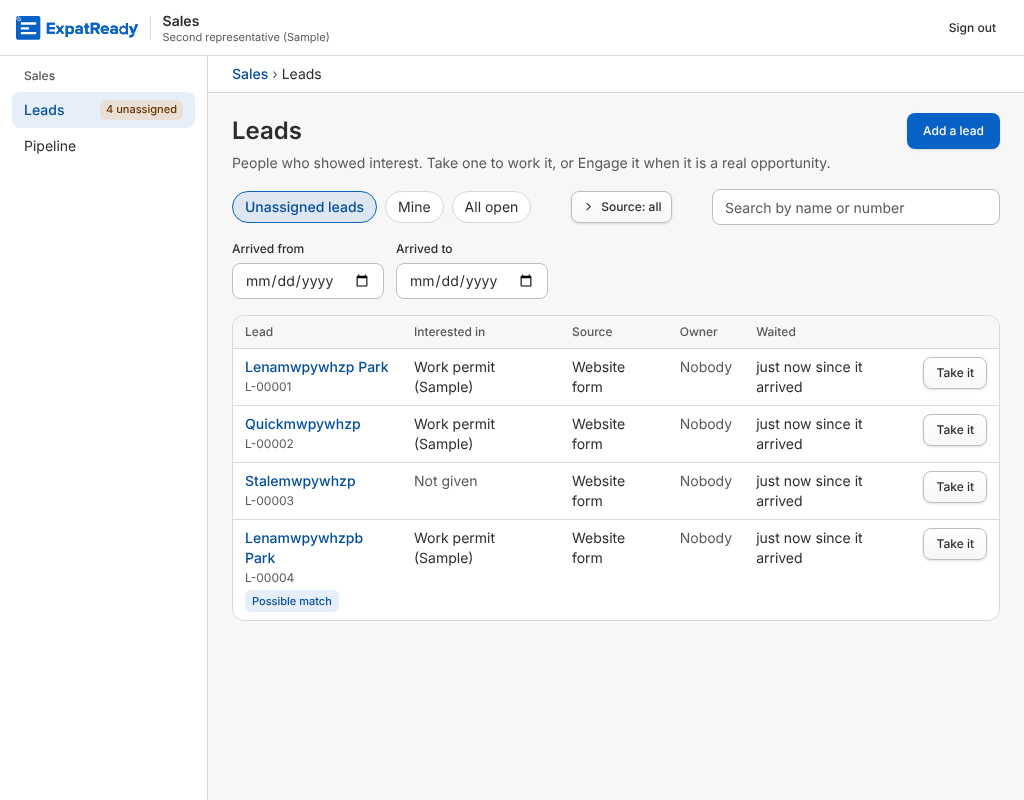 ExpatReady
Sales
Second representative (Sample)
Sign out
Sales
Leads
4 unassigned
Pipeline
Sales › Leads
Leads
Add a lead
People who showed interest. Take one to work it, or Engage it when it is a real opportunity.
Unassigned leads
Mine
All open
Source: all
Search by name or number
Arrived from
Arrived to
mm/dd/yyyy
mm/dd/yyyy
Lead
Interested in
Source
Owner
Waited
Lenamwpywhzp Park
L-00001
Work permit
(Sample)
Website
form
Nobody
just now since it
arrived
Take it
Quickmwpywhzp
L-00002
Work permit
(Sample)
Website
form
Nobody
just now since it
arrived
Take it
Stalemwpywhzp
L-00003
Not given
Website
form
Nobody
just now since it
arrived
Take it
Lenamwpywhzpb
Park
L-00004
Possible match
Work permit
(Sample)
Website
form
Nobody
just now since it
arrived
Take it